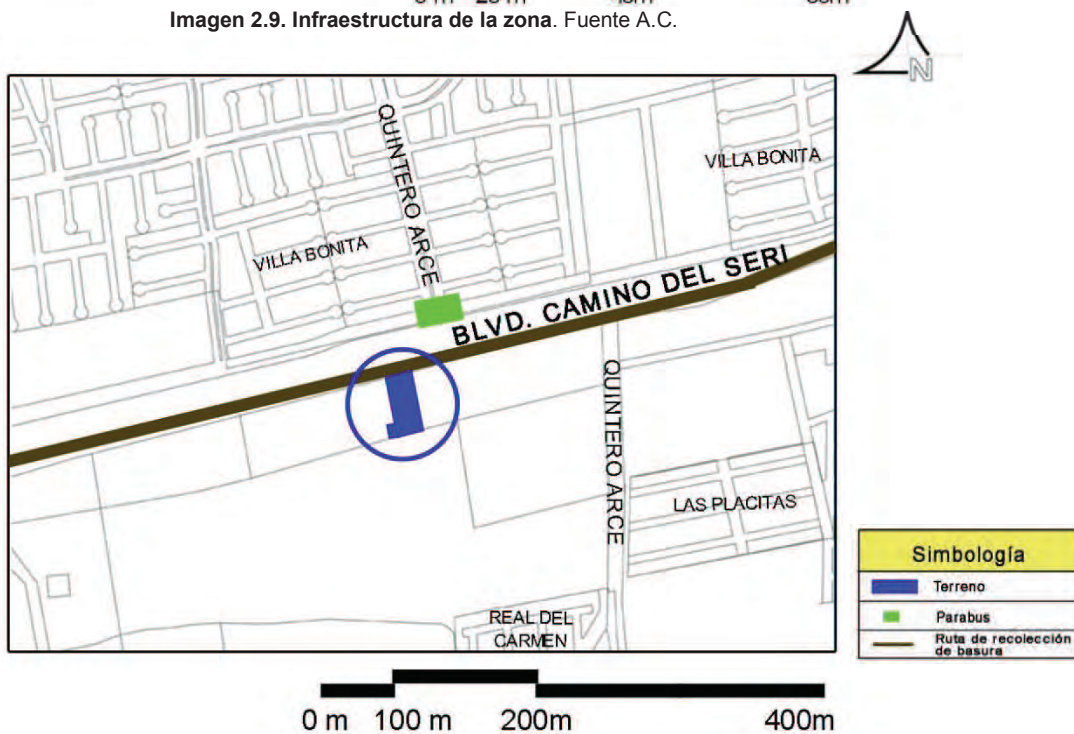 Imagen 2.9. Infraestructura de la zona. Fuente A.C.
N
QUINTERO ARCE
VILLA BONITA
VILLA BONITA
BLVD. CAMINO DEL SERI
QUINTERO ARCE
LAS PLACITAS
REAL DEL
CARMEN
Simbología
Terreno
Parabus
Ruta de recolección
de basura
0 m 100 m 200m 400m